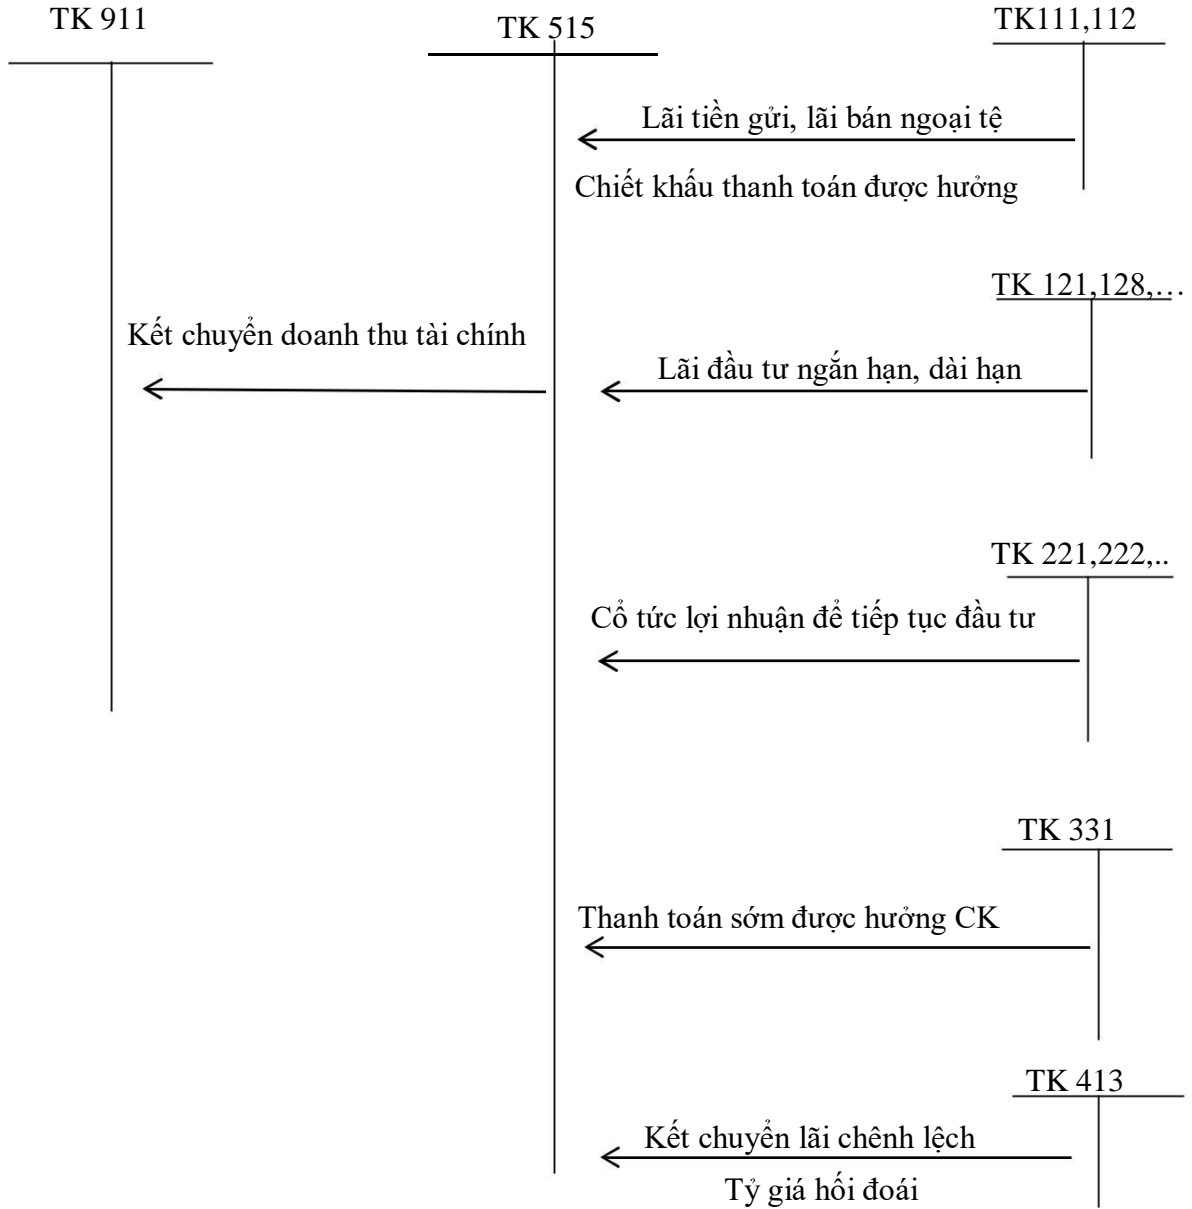 TK 911
TK 515
TK111,112
Lãi tiền gửi, lãi bán ngoại tệ
Chiết khấu thanh toán được hưởng
TK 121,128,…
Kết chuyển doanh thu tài chính
Lãi đầu tư ngắn hạn, dài hạn
TK 221,222,..
Cổ tức lợi nhuận để tiếp tục đầu tư
TK 331
Thanh toán sớm được hưởng CK
TK 413
Kết chuyển lãi chênh lệch
Tỷ giá hối đoái